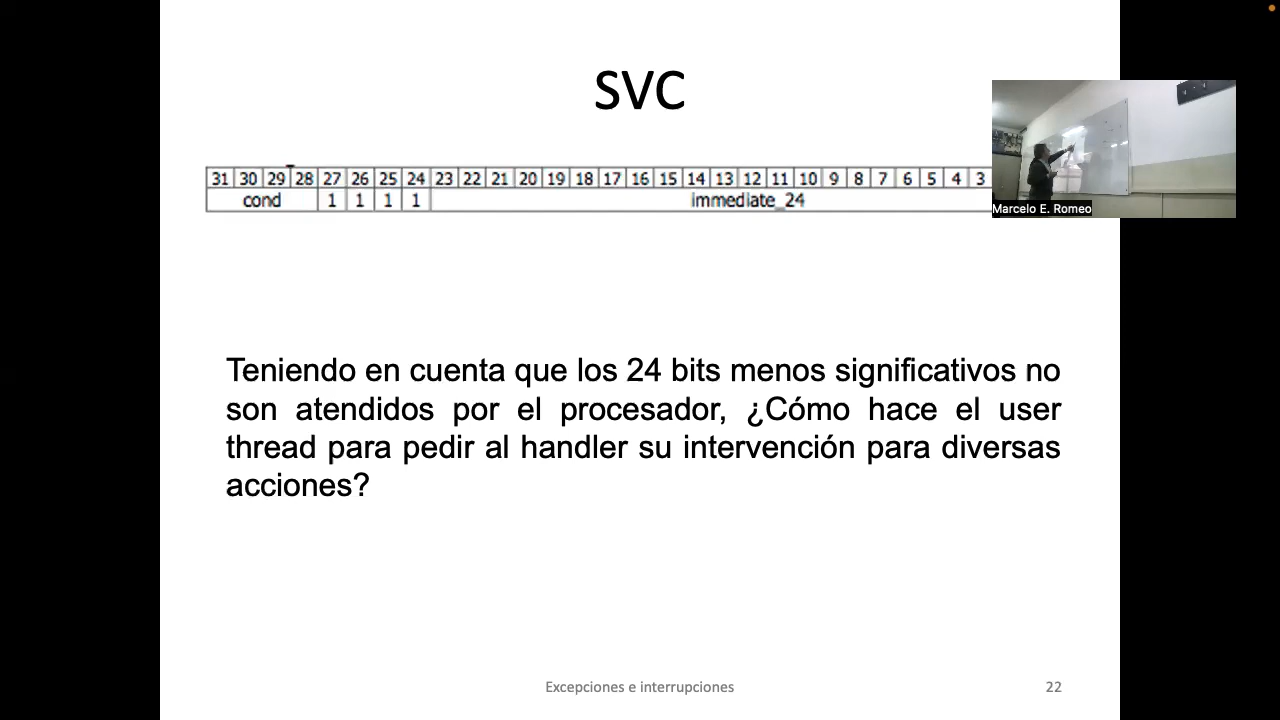 SVC
31 30 29 28 27 26 25 24 23 22 21 20 19 18 17 16 15 14 13 12 11 10 9 8 7 6 5 4 3
cond 1 1 1 1 immediate_24
Marcelo E. Romeo
Teniendo en cuenta que los 24 bits menos significativos no
son atendidos por el procesador, ¿Cómo hace el user
thread para pedir al handler su intervención para diversas
acciones?
Excepciones e interrupciones
22